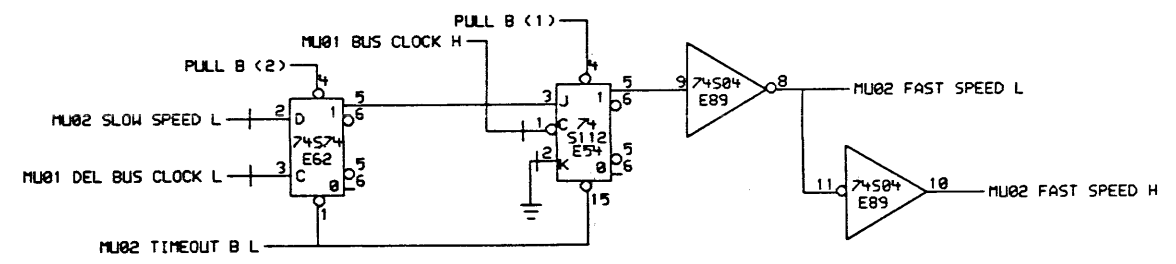 PULL B (1)
MU01 BUS CLOCK H
PULL B (2)
4
4
5
6
1
2
D
74S74
E62
3
C
0
5
6
1
MU02 SLOW SPEED L
MU01 DEL BUS CLOCK L
3
J
1
5
6
1
C
74
S112
E54
2
K
0
5
6
15
9
74S04
E89
8
MU02 FAST SPEED L
11
74S04
E89
10
MU02 FAST SPEED H
MU02 TIMEOUT B L